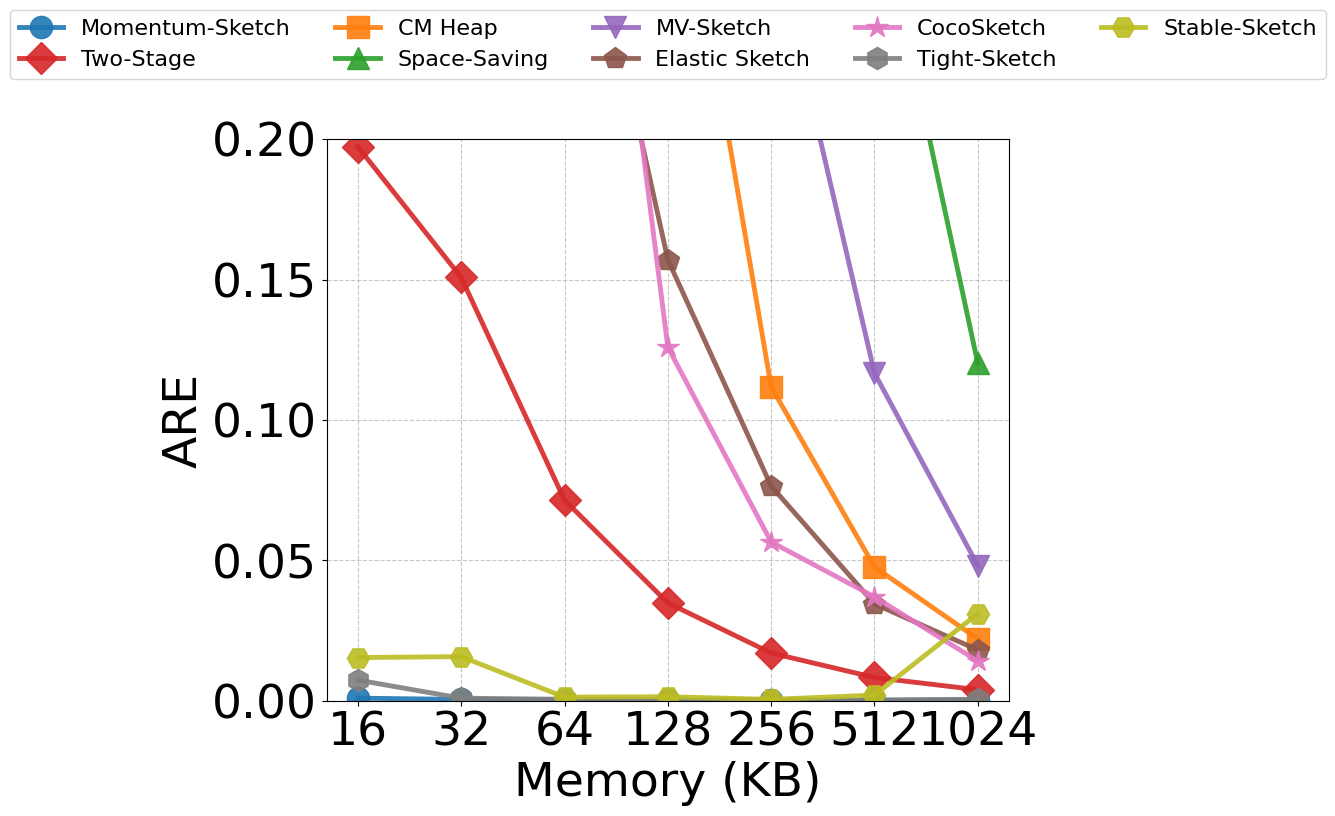 Momentum-Sketch CM Heap MV-Sketch CocoSketch Stable-Sketch
Two-Stage Space-Saving Elastic Sketch Tight-Sketch
0.20
0.15
0.10
0.05
0.00
ARE
16 32 64 128 256 512 1024
Memory (KB)